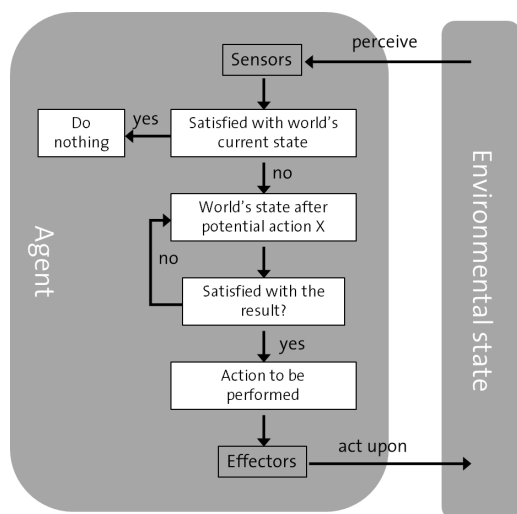 perceive
Sensors
Do
nothing
yes
Satisfied with world's
current state
no
World's state after
potential action X
no
Satisfied with the
result?
yes
Action to be
performed
Effectors
act upon
Agent
Environmental state